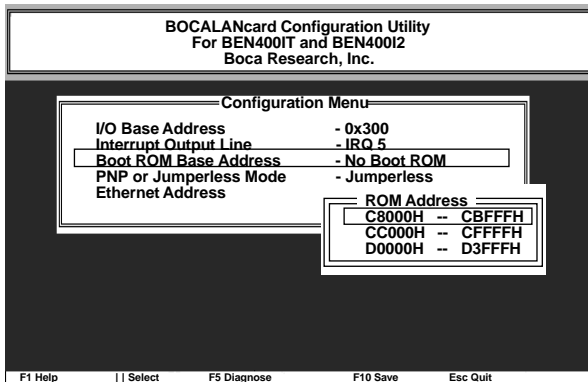 BOCALANcard Configuration Utility
For BEN400IT and BEN400I2
Boca Research, Inc.
Configuration Menu
I/O Base Address - 0x300
Interrupt Output Line - IRQ 5
Boot ROM Base Address - No Boot ROM
PNP or Jumperless Mode - Jumperless
Ethernet Address
ROM Address
C8000H -- CBFFFH
CC000H -- CFFFFH
D0000H -- D3FFFH
F1 Help | | Select F5 Diagnose F10 Save Esc Quit